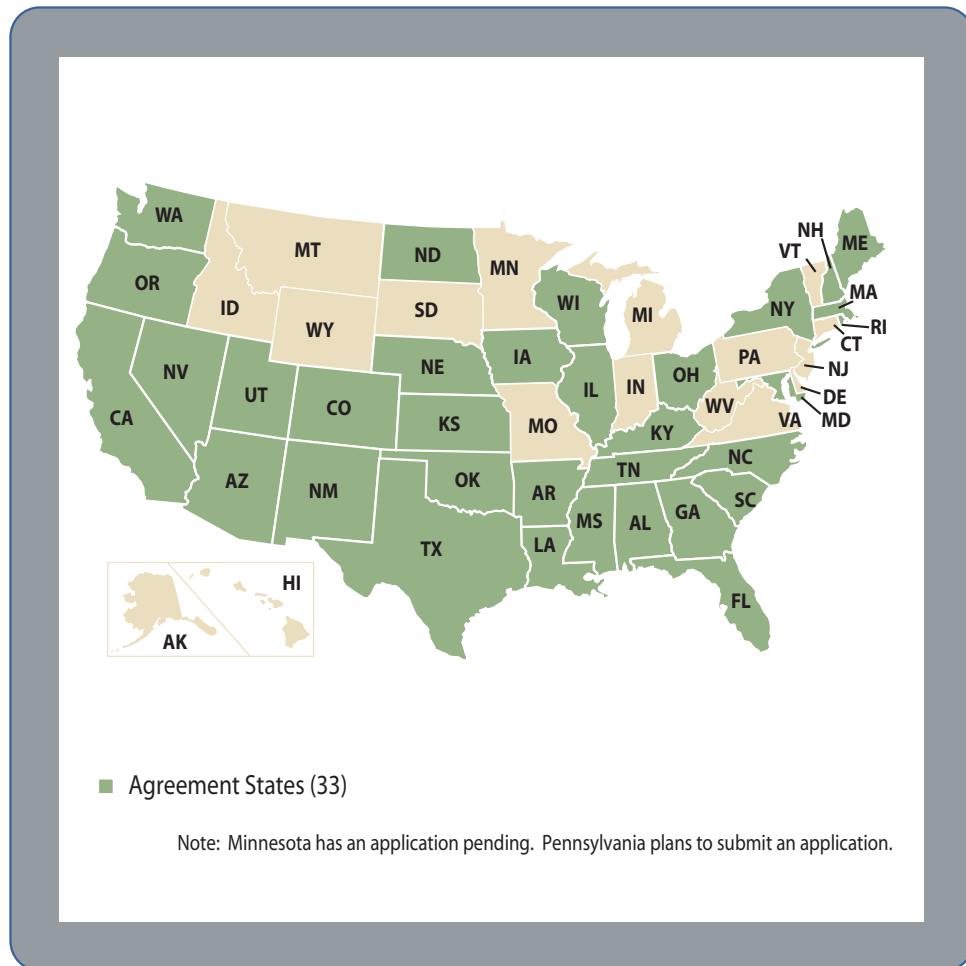 NH
ME
WA
VT
MT
ND
MN
OR
MA
WI
SD
ID
NY
MI
RI
WY
CT
PA
IA
NE
NJ
NV
OH
IN
IL
UT
DE
CO
WV
CA
VA
MD
KS
MO
KY
NC
TN
OK
AZ
NM
AR
SC
GA
MS
AL
TX
LA
HI
FL
AK
Agreement States (33)
Note: Minnesota has an application pending. Pennsylvania plans to submit an application.